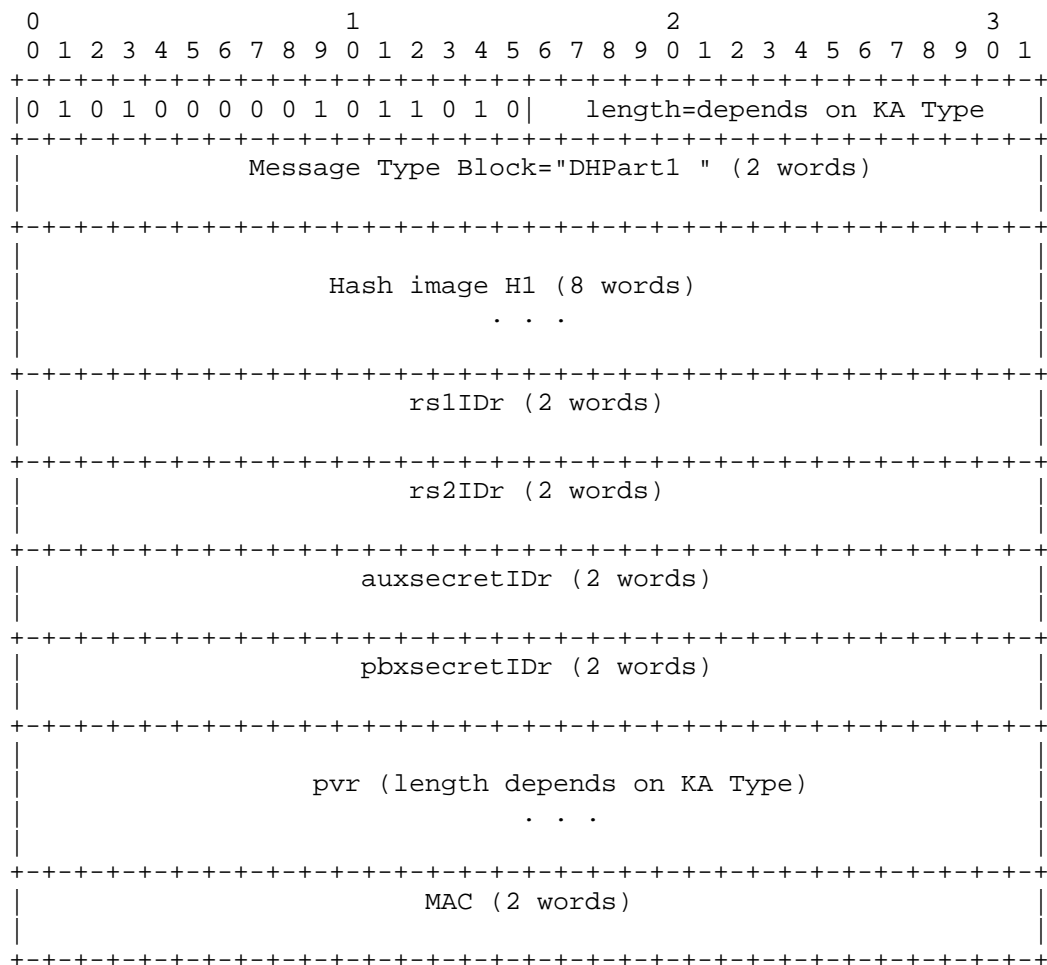 0                   1                   2                   3
 0 1 2 3 4 5 6 7 8 9 0 1 2 3 4 5 6 7 8 9 0 1 2 3 4 5 6 7 8 9 0 1
+-+-+-+-+-+-+-+-+-+-+-+-+-+-+-+-+-+-+-+-+-+-+-+-+-+-+-+-+-+-+-+-+
|0 1 0 1 0 0 0 0 0 1 0 1 1 0 1 0|   length=depends on KA Type   |
+-+-+-+-+-+-+-+-+-+-+-+-+-+-+-+-+-+-+-+-+-+-+-+-+-+-+-+-+-+-+-+-+
|              Message Type Block="DHPart1 " (2 words)          |
|                                                               |
+-+-+-+-+-+-+-+-+-+-+-+-+-+-+-+-+-+-+-+-+-+-+-+-+-+-+-+-+-+-+-+-+
|                                                               |
|                   Hash image H1 (8 words)                     |
|                             . . .                             |
|                                                               |
+-+-+-+-+-+-+-+-+-+-+-+-+-+-+-+-+-+-+-+-+-+-+-+-+-+-+-+-+-+-+-+-+
|                        rs1IDr (2 words)                       |
|                                                               |
+-+-+-+-+-+-+-+-+-+-+-+-+-+-+-+-+-+-+-+-+-+-+-+-+-+-+-+-+-+-+-+-+
|                        rs2IDr (2 words)                       |
|                                                               |
+-+-+-+-+-+-+-+-+-+-+-+-+-+-+-+-+-+-+-+-+-+-+-+-+-+-+-+-+-+-+-+-+
|                     auxsecretIDr (2 words)                    |
|                                                               |
+-+-+-+-+-+-+-+-+-+-+-+-+-+-+-+-+-+-+-+-+-+-+-+-+-+-+-+-+-+-+-+-+
|                     pbxsecretIDr (2 words)                    |
|                                                               |
+-+-+-+-+-+-+-+-+-+-+-+-+-+-+-+-+-+-+-+-+-+-+-+-+-+-+-+-+-+-+-+-+
|                                                               |
|                  pvr (length depends on KA Type)              |
|                               . . .                           |
|                                                               |
+-+-+-+-+-+-+-+-+-+-+-+-+-+-+-+-+-+-+-+-+-+-+-+-+-+-+-+-+-+-+-+-+
|                         MAC (2 words)                         |
|                                                               |
+-+-+-+-+-+-+-+-+-+-+-+-+-+-+-+-+-+-+-+-+-+-+-+-+-+-+-+-+-+-+-+-+